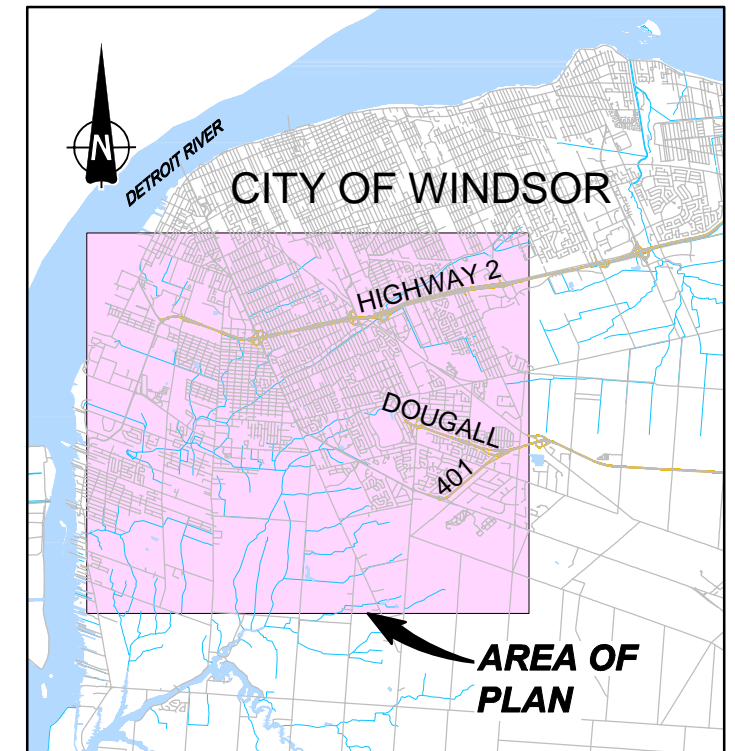 N
DETROIT RIVER
CITY OF WINDSOR
HIGHWAY 2
DOUGALL
401
AREA OF
PLAN